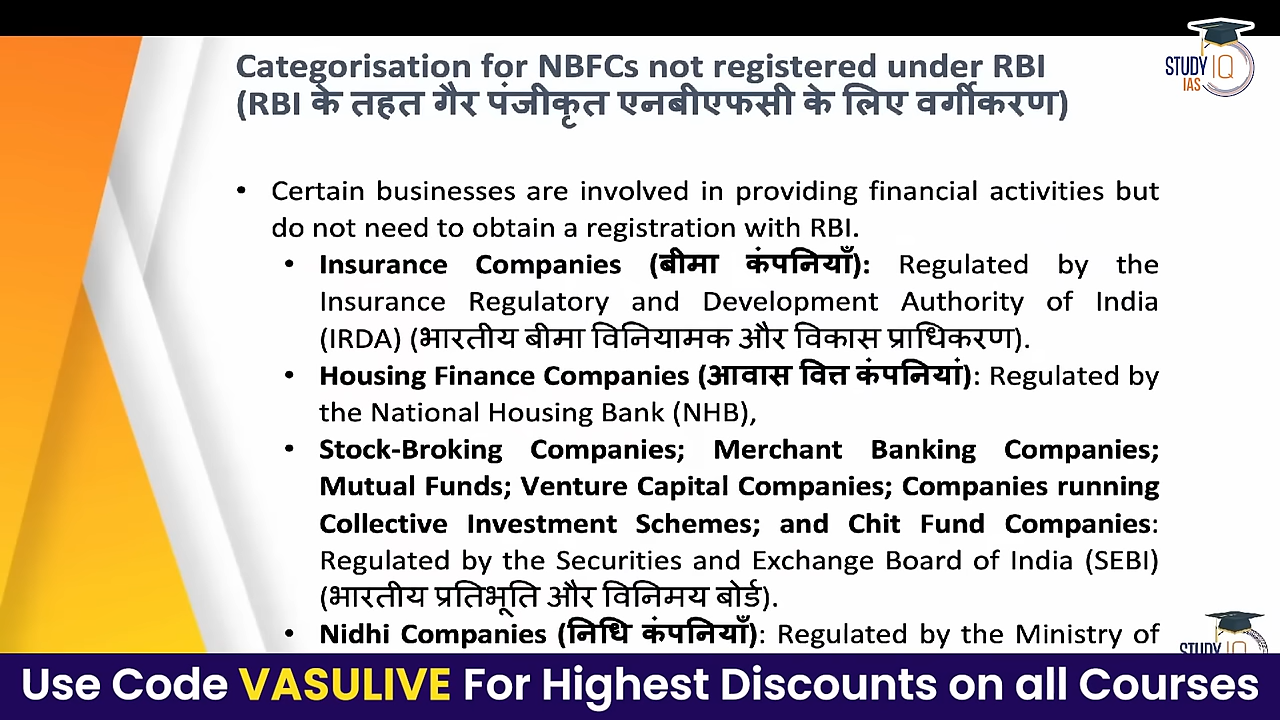 Categorisation for NBFCs not registered under RBI
(RBI के तहत गैर पंजीकृत एनबीएफसी के लिए वर्गीकरण)
STUDY IQ
IAS
• Certain businesses are involved in providing financial activities but
do not need to obtain a registration with RBI.
• Insurance Companies (बीमा कंपनियाँ): Regulated by the
Insurance Regulatory and Development Authority of India
(IRDA) (भारतीय बीमा विनियामक और विकास प्राधिकरण).
• Housing Finance Companies (आवास वित्त कंपनियां): Regulated by
the National Housing Bank (NHB),
• Stock-Broking Companies; Merchant Banking Companies;
Mutual Funds; Venture Capital Companies; Companies running
Collective Investment Schemes; and Chit Fund Companies:
Regulated by the Securities and Exchange Board of India (SEBI)
(भारतीय प्रतिभूति और विनिमय बोर्ड).
• Nidhi Companies (निधि कंपनियाँ): Regulated by the Ministry of
Use Code VASULIVE For Highest Discounts on all Courses